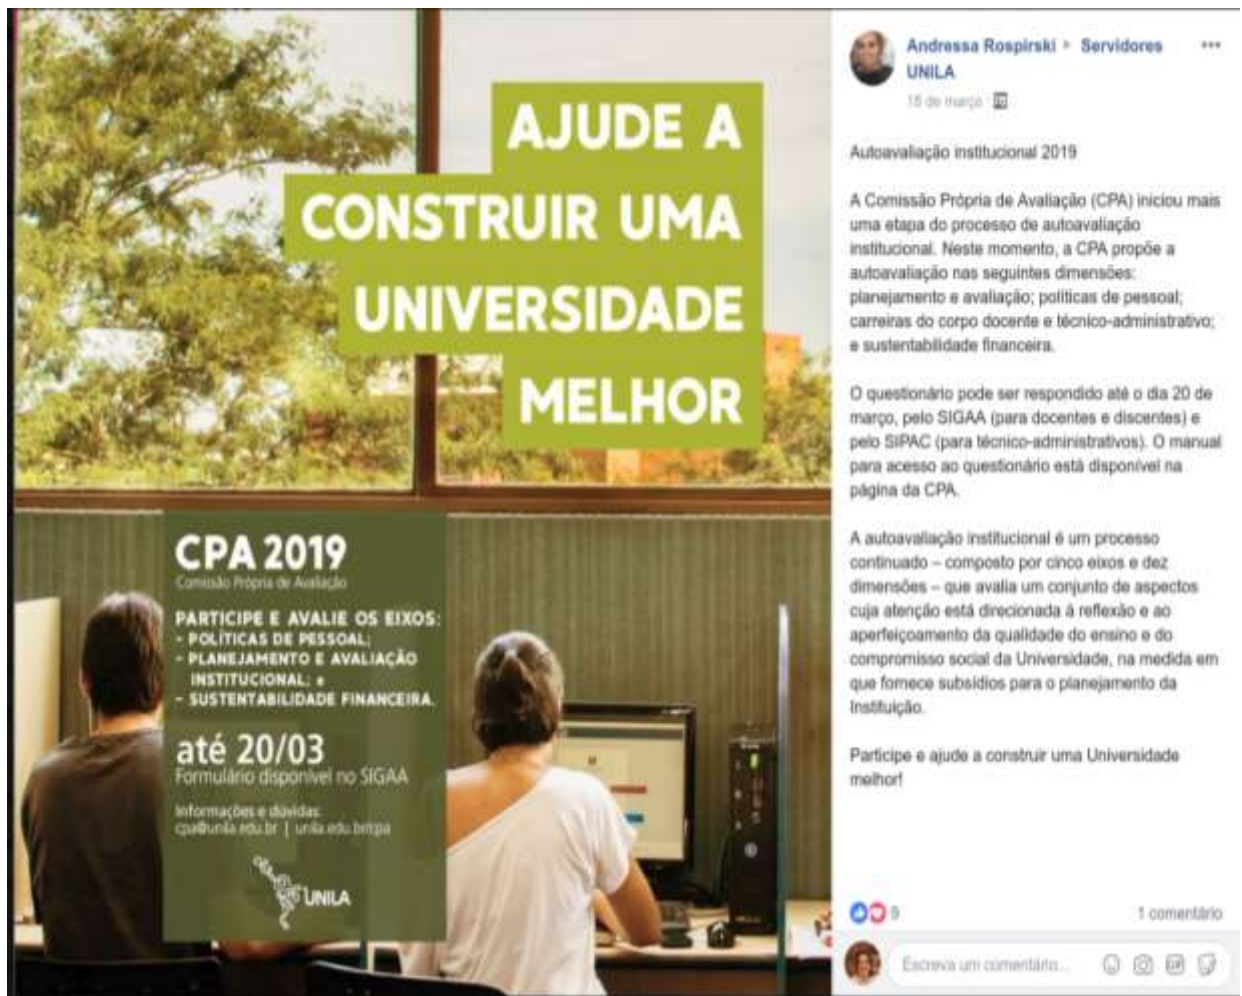 AJUDE A
CONSTRUIR UMA
UNIVERSIDADE
MELHOR
CPA 2019
Comissão Própria de Avaliação
PARTICIPE E AVALIE OS EIXOS:
- POLÍTICAS DE PESSOAL;
- PLANEJAMENTO E AVALIAÇÃO
INSTITUCIONAL; e
- SUSTENTABILIDADE FINANCEIRA.
até 20/03
Formulário disponível no SIGAA
Informações e dúvidas:
cpa@unila.edu.br | unila.edu.br/cpa
UNILA
Andressa Rospirski ▸ Servidores
UNILA
18 de março ·
Autoavaliação institucional 2019
A Comissão Própria de Avaliação (CPA) iniciou mais
uma etapa do processo de autoavaliação
institucional. Neste momento, a CPA propõe a
autoavaliação nas seguintes dimensões:
planejamento e avaliação; políticas de pessoal;
carreiras do corpo docente e técnico-administrativo;
e sustentabilidade financeira.
O questionário pode ser respondido até o dia 20 de
março, pelo SIGAA (para docentes e discentes) e
pelo SIPAC (para técnico-administrativos). O manual
para acesso ao questionário está disponível na
página da CPA.
A autoavaliação institucional é um processo
continuado – composto por cinco eixos e dez
dimensões – que avalia um conjunto de aspectos
cuja atenção está direcionada à reflexão e ao
aperfeiçoamento da qualidade do ensino e do
compromisso social da Universidade, na medida em
que fornece subsídios para o planejamento da
Instituição.
Participe e ajude a construir uma Universidade
melhor!
9
1 comentário
Escreva um comentário...
GIF